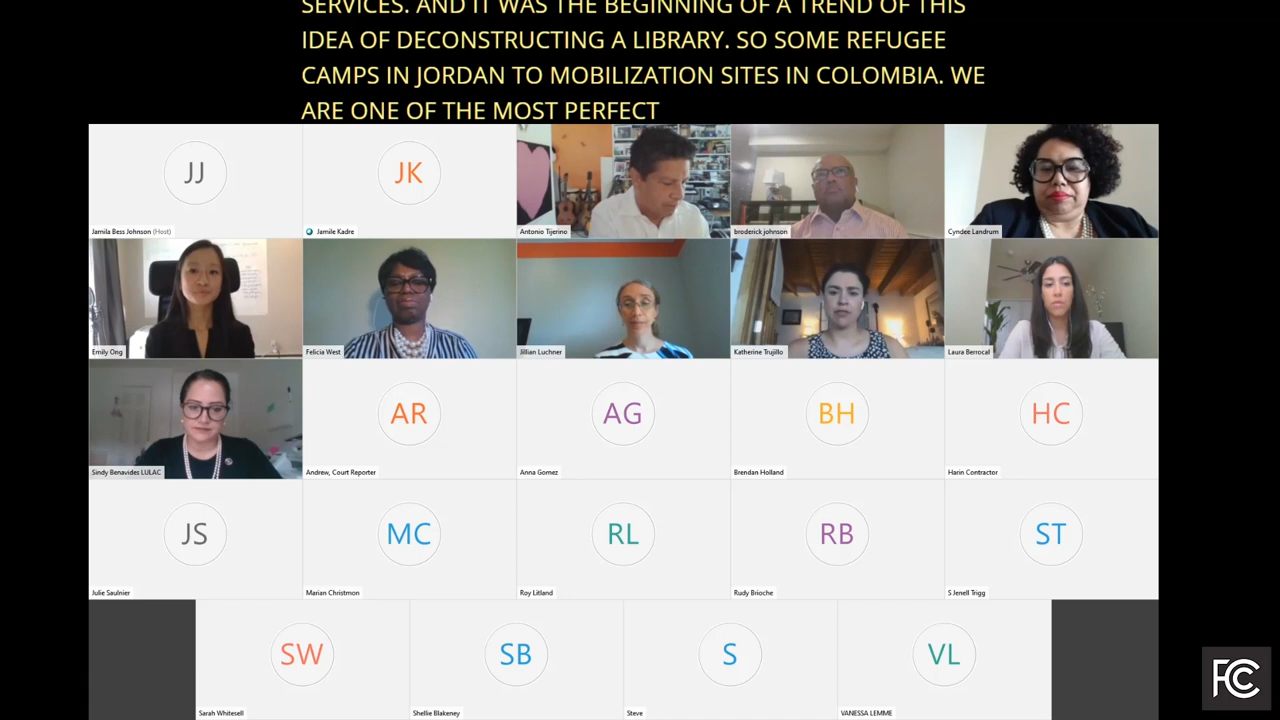 SERVICES. AND IT WAS THE BEGINNING OF A TREND OF THIS
IDEA OF DECONSTRUCTING A LIBRARY. SO SOME REFUGEE
CAMPS IN JORDAN TO MOBILIZATION SITES IN COLOMBIA. WE
ARE ONE OF THE MOST PERFECT
JJ
Jamila Bess Johnson (Host)
JK
Jamile Kadre
Antonio Tijerino
broderick johnson
Cyndee Landrum
Emily Ong
Felicia West
Jillian Luchner
Katherine Trujillo
Laura Berrocal
Sindy Benavides LULAC
AR
Andrew, Court Reporter
AG
Anna Gomez
BH
Brendan Holland
HC
Harin Contractor
JS
Julie Saulnier
MC
Marian Christmon
RL
Roy Litland
RB
Rudy Brioche
ST
S Jenell Trigg
SW
Sarah Whitesell
SB
Shellie Blakeney
S
Steve
VL
VANESSA LEMME
FCC